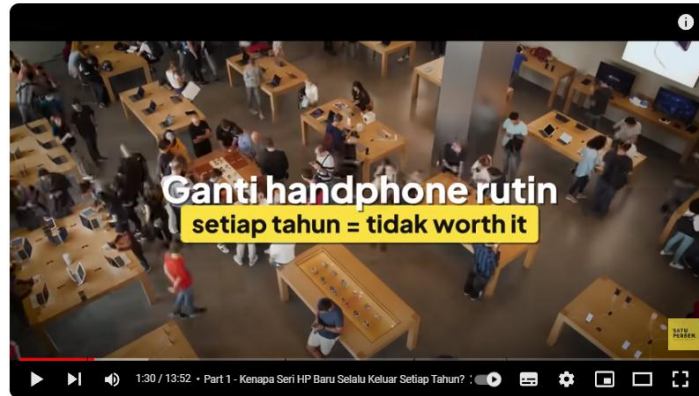 Ganti handphone rutin
setiap tahun = tidak worth it
SATU
PERSEN
1:30 / 13:52 • Part 1 - Kenapa Seri HP Baru Selalu Keluar Setiap Tahun?